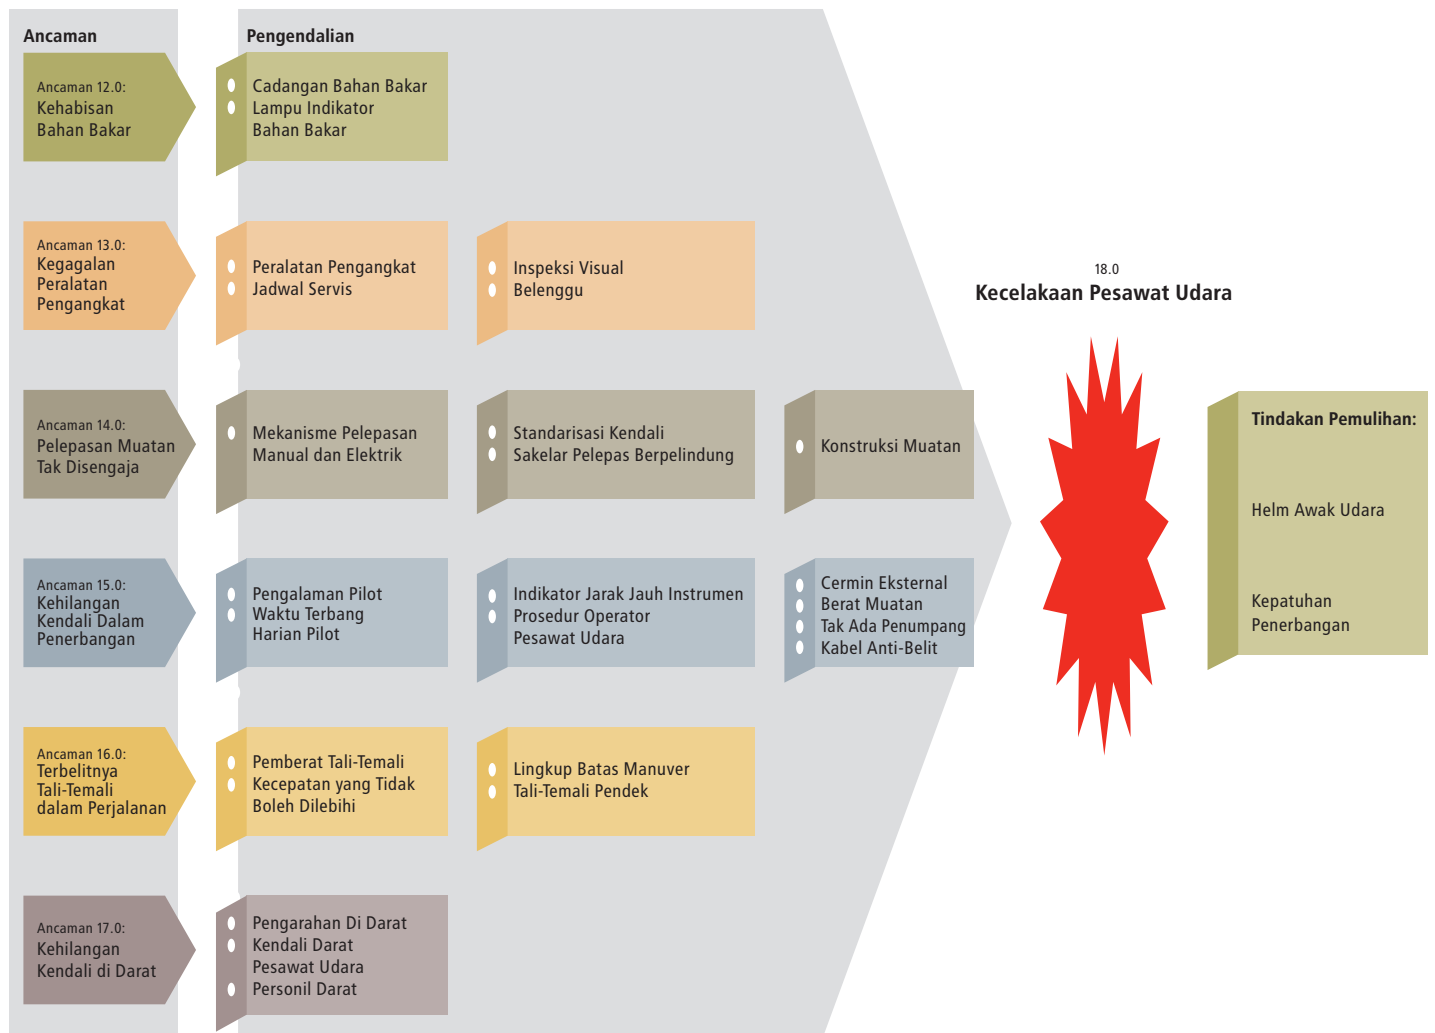 Ancaman
Pengendalian
Ancaman 12.0:
Kehabisan
Bahan Bakar
Cadangan Bahan Bakar
Lampu Indikator
Bahan Bakar
Ancaman 13.0:
Kegagalan
Peralatan
Pengangkat
Peralatan Pengangkat
Jadwal Servis
Inspeksi Visual
Belenggu
Ancaman 14.0:
Pelepasan Muatan
Tak Disengaja
Mekanisme Pelepasan
Manual dan Elektrik
Standarisasi Kendali
Sakelar Pelepas Berpelindung
Konstruksi Muatan
Ancaman 15.0:
Kehilangan
Kendali Dalam
Penerbangan
Pengalaman Pilot
Waktu Terbang
Harian Pilot
Indikator Jarak Jauh Instrumen
Prosedur Operator
Pesawat Udara
Cermin Eksternal
Berat Muatan
Tak Ada Penumpang
Kabel Anti-Belit
Ancaman 16.0:
Terbelitnya
Tali-Temali
dalam Perjalanan
Pemberat Tali-Temali
Kecepatan yang Tidak
Boleh Dilebihi
Lingkup Batas Manuver
Tali-Temali Pendek
Ancaman 17.0:
Kehilangan
Kendali di Darat
Pengarahan Di Darat
Kendali Darat
Pesawat Udara
Personil Darat
18.0
Kecelakaan Pesawat Udara
Tindakan Pemulihan:
Helm Awak Udara
Kepatuhan
Penerbangan